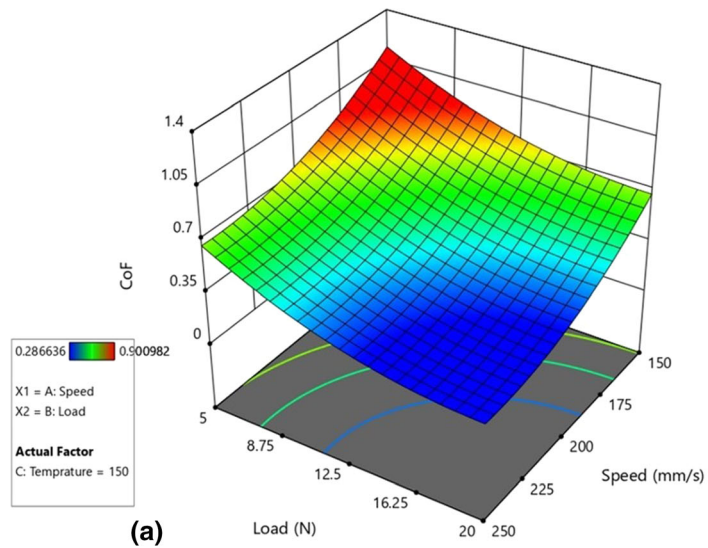 1.4
1.05
0.7
0.35
0
CoF
0.286636 0.900982
X1 = A: Speed
X2 = B: Load
Actual Factor
C: Temprature = 150
5
8.75
12.5
16.25
20
Load (N)
150
175
200
225
250
Speed (mm/s)
(a)